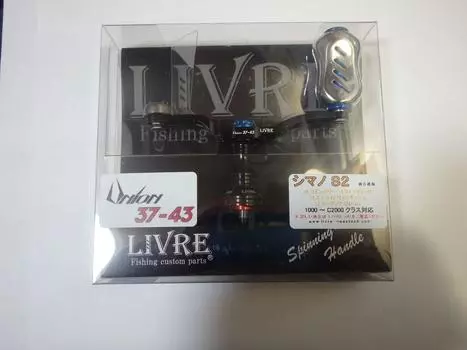 LIVRE
Fishing parts
Union 37-43 LIVRE
Union
37-43
シマノ S2
1000 ～ C2000 クラス対応
LIVRE
Fishing custom parts®
Spinning
Handle